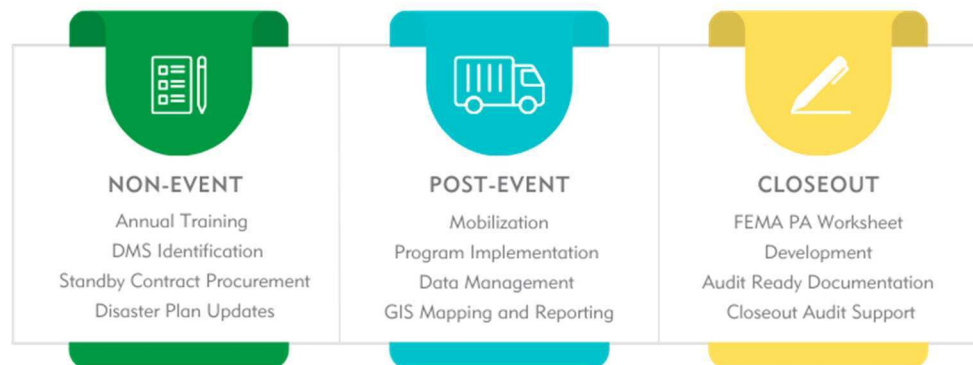 NON-EVENT
Annual Training
DMS Identification
Standby Contract Procurement
Disaster Plan Updates
POST-EVENT
Mobilization
Program Implementation
Data Management
GIS Mapping and Reporting
CLOSEOUT
FEMA PA Worksheet
Development
Audit Ready Documentation
Closeout Audit Support